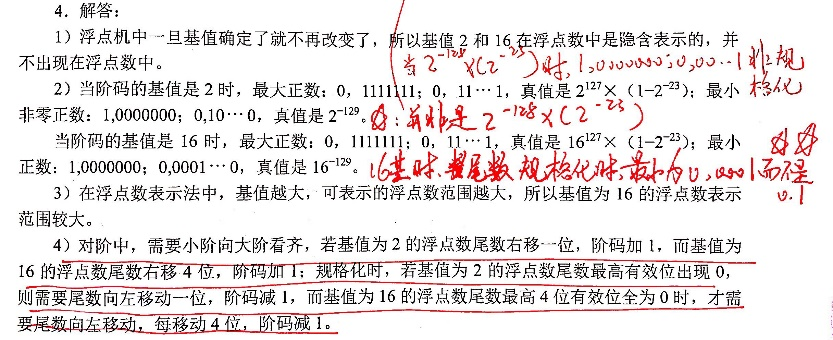 4．解答：
1）浮点机中一旦基值确定了就不再改变了，所以基值 2 和 16 在浮点数中是隐含表示的，并
不出现在浮点数中。
当 2⁻¹²⁸×(2⁻²³) 时, 1,0000000;0,00…1 非规
格化
2）当阶码的基值是 2 时，最大正数：0，1111111；0，11…1，真值是 2¹²⁷×（1−2⁻²³）；最小
非零正数：1,0000000；0,10…0，真值是 2⁻¹²⁹。
：并非是 2⁻¹²⁸×(2⁻²³)
当阶码的基值是 16 时，最大正数：0，1111111；0，11…1，真值是 16¹²⁷×（1−2⁻²³）；最小
正数：1,0000000；0,0001…0，真值是 16⁻¹²⁹。
16基时、尾数规格化时，最小为0,0001而不是
0.1
3）在浮点数表示法中，基值越大，可表示的浮点数范围越大，所以基值为 16 的浮点数表示
范围较大。
4）对阶中，需要小阶向大阶看齐，若基值为 2 的浮点数尾数右移一位，阶码加 1，而基值为
16 的浮点数尾数右移 4 位，阶码加 1；规格化时，若基值为 2 的浮点数尾数最高有效位出现 0，
则需要尾数向左移动一位，阶码减 1，而基值为 16 的浮点数尾数最高 4 位有效位全为 0 时，才需
要尾数向左移动，每移动 4 位，阶码减 1。